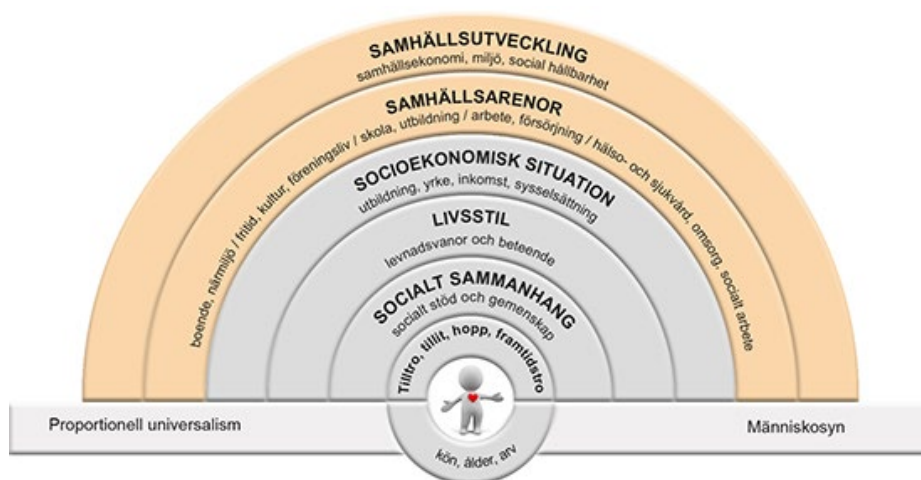 SAMHÄLLSUTVECKLING
samhällsekonomi, miljö, social hållbarhet
SAMHÄLLSARENOR
boende, närmiljö / fritid, kultur, föreningsliv / skola, utbildning / arbete, försörjning / hälso- och sjukvård, omsorg, socialt arbete
SOCIOEKONOMISK SITUATION
utbildning, yrke, inkomst, sysselsättning
LIVSSTIL
levnadsvanor och beteende
SOCIALT SAMMANHANG
socialt stöd och gemenskap
Tilltro, tillit, hopp, framtidstro
Proportionell universalism
Människosyn
kön, ålder, arv